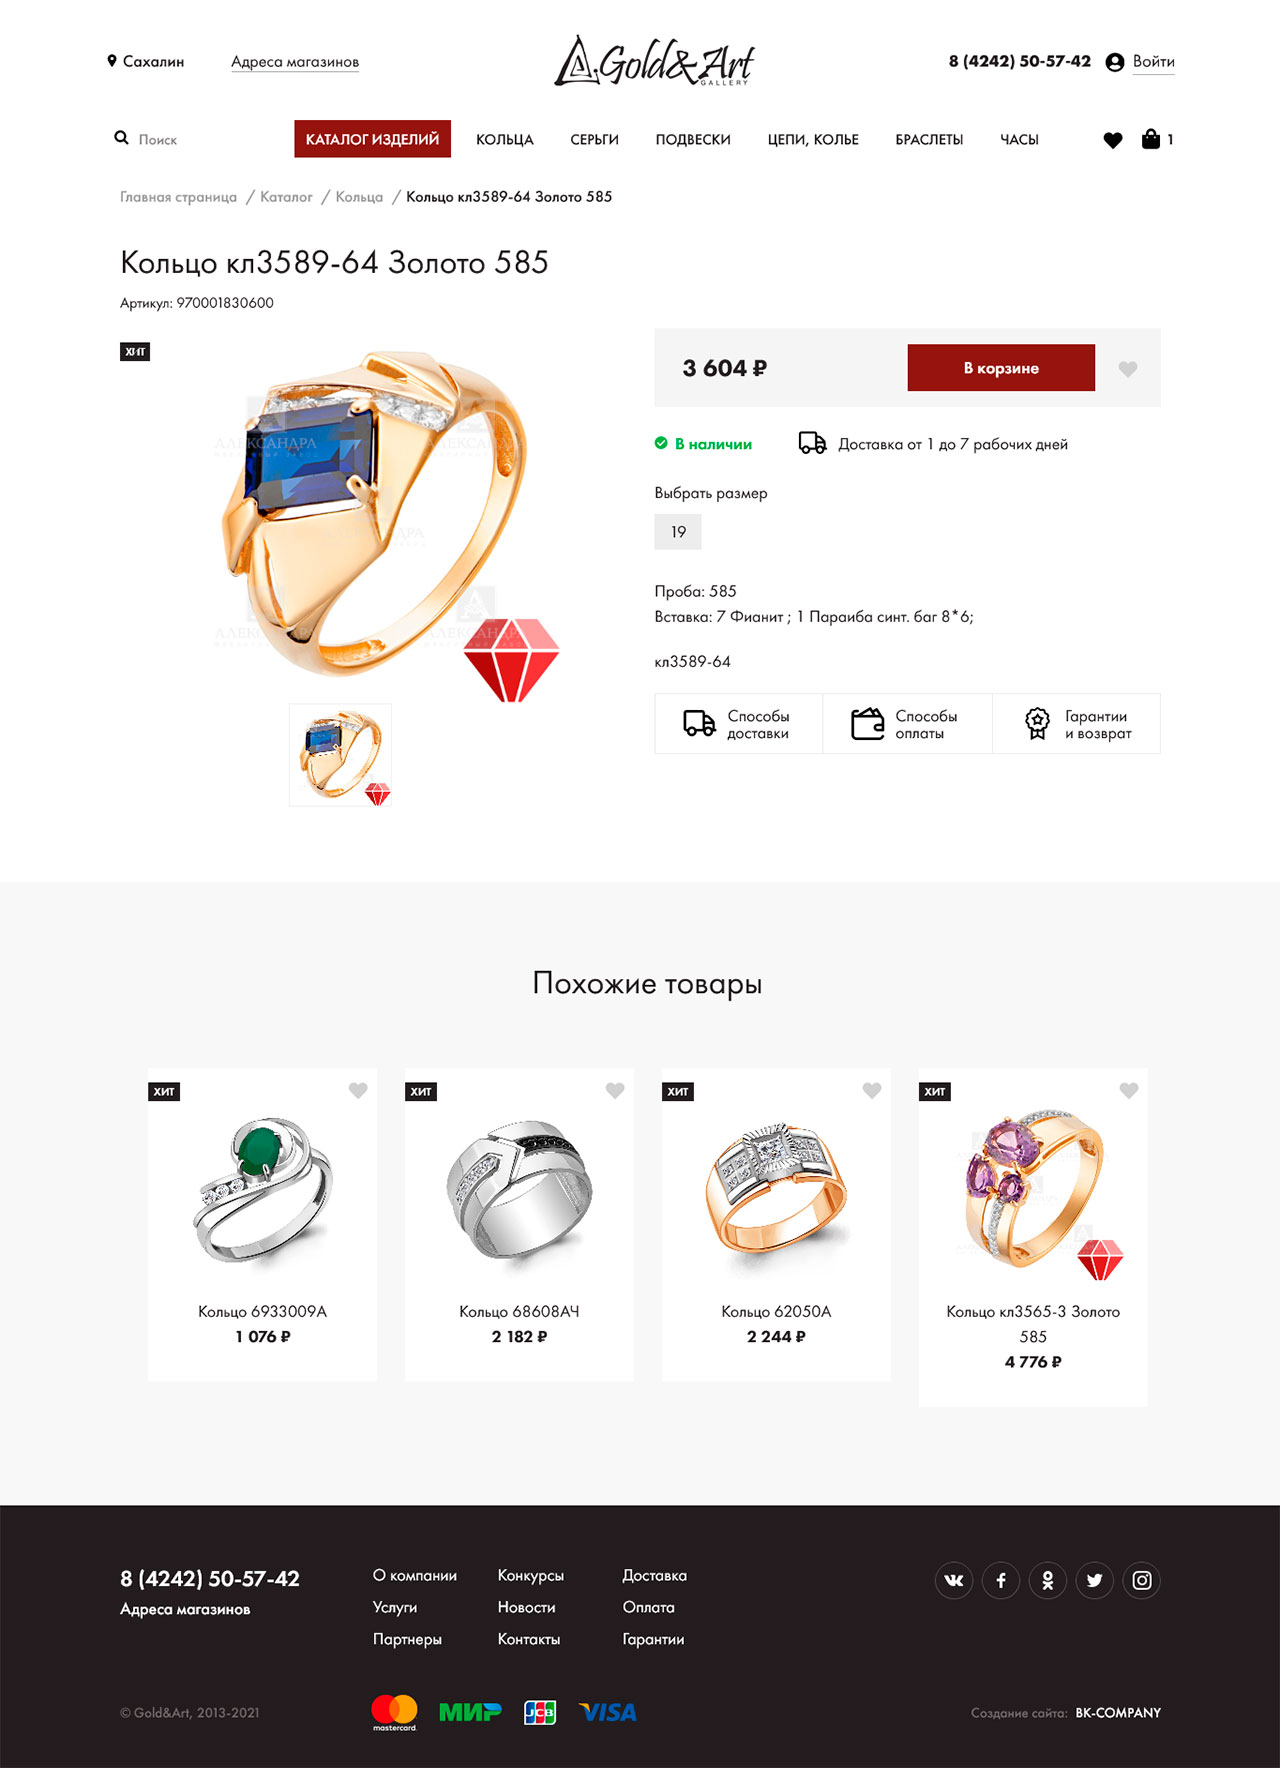 Сахалин
Адреса магазинов
Gold&Art
GALLERY
8 (4242) 50-57-42
Войти
Поиск
КАТАЛОГ ИЗДЕЛИЙ
КОЛЬЦА
СЕРЬГИ
ПОДВЕСКИ
ЦЕПИ, КОЛЬЕ
БРАСЛЕТЫ
ЧАСЫ
1
Главная страница / Каталог / Кольца / Кольцо кл3589-64 Золото 585
Кольцо кл3589-64 Золото 585
Артикул: 970001830600
ХИТ
АЛЕКСАНДРА
АЛЕКСАНДРА
3 604 ₽
В корзине
В наличии
Доставка от 1 до 7 рабочих дней
Выбрать размер
19
Проба: 585
Вставка: 7 Фианит ; 1 Параиба синт. баг 8*6;
кл3589-64
Способы
доставки
Способы
оплаты
Гарантии
и возврат
Похожие товары
ХИТ
ХИТ
ХИТ
ХИТ
Кольцо 6933009А
1 076 ₽
Кольцо 68608АЧ
2 182 ₽
Кольцо 62050А
2 244 ₽
Кольцо кл3565-3 Золото
585
4 776 ₽
8 (4242) 50-57-42
Адреса магазинов
О компании
Услуги
Партнеры
Конкурсы
Новости
Контакты
Доставка
Оплата
Гарантии
© Gold&Art, 2013-2021
mastercard.
МИР
JCB
VISA
Создание сайта: BK-COMPANY